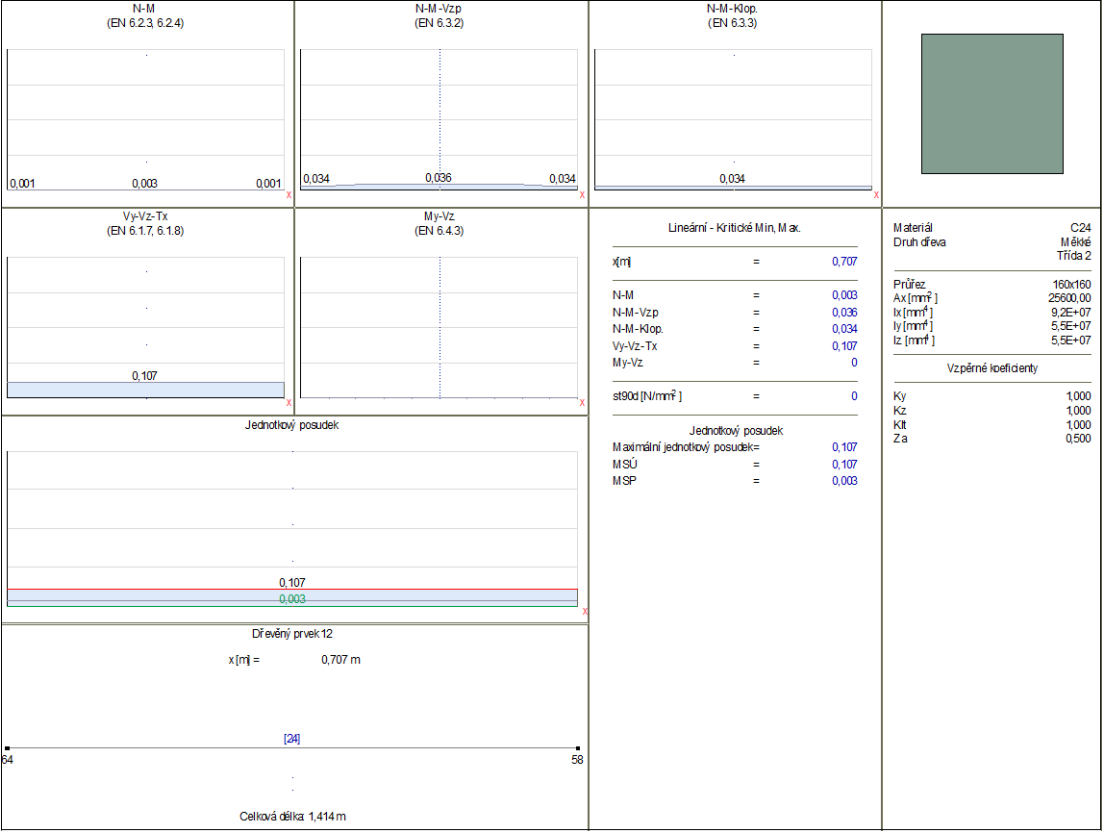 N-M
(EN 6.2.3, 6.2.4)
0,001
0,003
0,001
x
N-M-Vzp
(EN 6.3.2)
0,034
0,036
0,034
x
N-M-Klop.
(EN 6.3.3)
0,034
x
Vy-Vz-Tx
(EN 6.1.7, 6.1.8)
0,107
x
My-Vz
(EN 6.4.3)
x
Jednotkový posudek
0,107
0,003
x
Dřevěný prvek 12
x [m] = 0,707 m
[24]
64 58
Celková délka: 1,414 m
Lineární - Kritické Min, Max.
x[m] = 0,707
N-M = 0,003
N-M-Vzp = 0,036
N-M-Klop. = 0,034
Vy-Vz-Tx = 0,107
My-Vz = 0
st90d [N/mm²] = 0
Jednotkový posudek
Maximální jednotkový posudek= 0,107
MSÚ = 0,107
MSP = 0,003
Materiál C24
Druh dřeva Měkké
Třída 2
Průřez 160x160
Ax [mm²] 25600,00
Ix [mm⁴] 9,2E+07
Iy [mm⁴] 5,5E+07
Iz [mm⁴] 5,5E+07
Vzpěrné koeficienty
Ky 1,000
Kz 1,000
Klt 1,000
Za 0,500